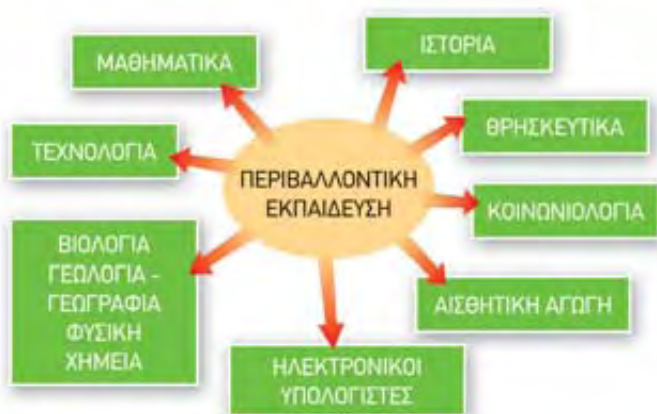 ΙΣΤΟΡΙΑ
ΜΑΘΗΜΑΤΙΚΑ
ΘΡΗΣΚΕΥΤΙΚΑ
ΤΕΧΝΟΛΟΓΙΑ
ΠΕΡΙΒΑΛΛΟΝΤΙΚΗ
ΕΚΠΑΙΔΕΥΣΗ
ΚΟΙΝΩΝΙΟΛΟΓΙΑ
ΒΙΟΛΟΓΙΑ
ΓΕΩΛΟΓΙΑ -
ΓΕΩΓΡΑΦΙΑ
ΦΥΣΙΚΗ
ΧΗΜΕΙΑ
ΑΙΣΘΗΤΙΚΗ ΑΓΩΓΗ
ΗΛΕΚΤΡΟΝΙΚΟΙ
ΥΠΟΛΟΓΙΣΤΕΣ